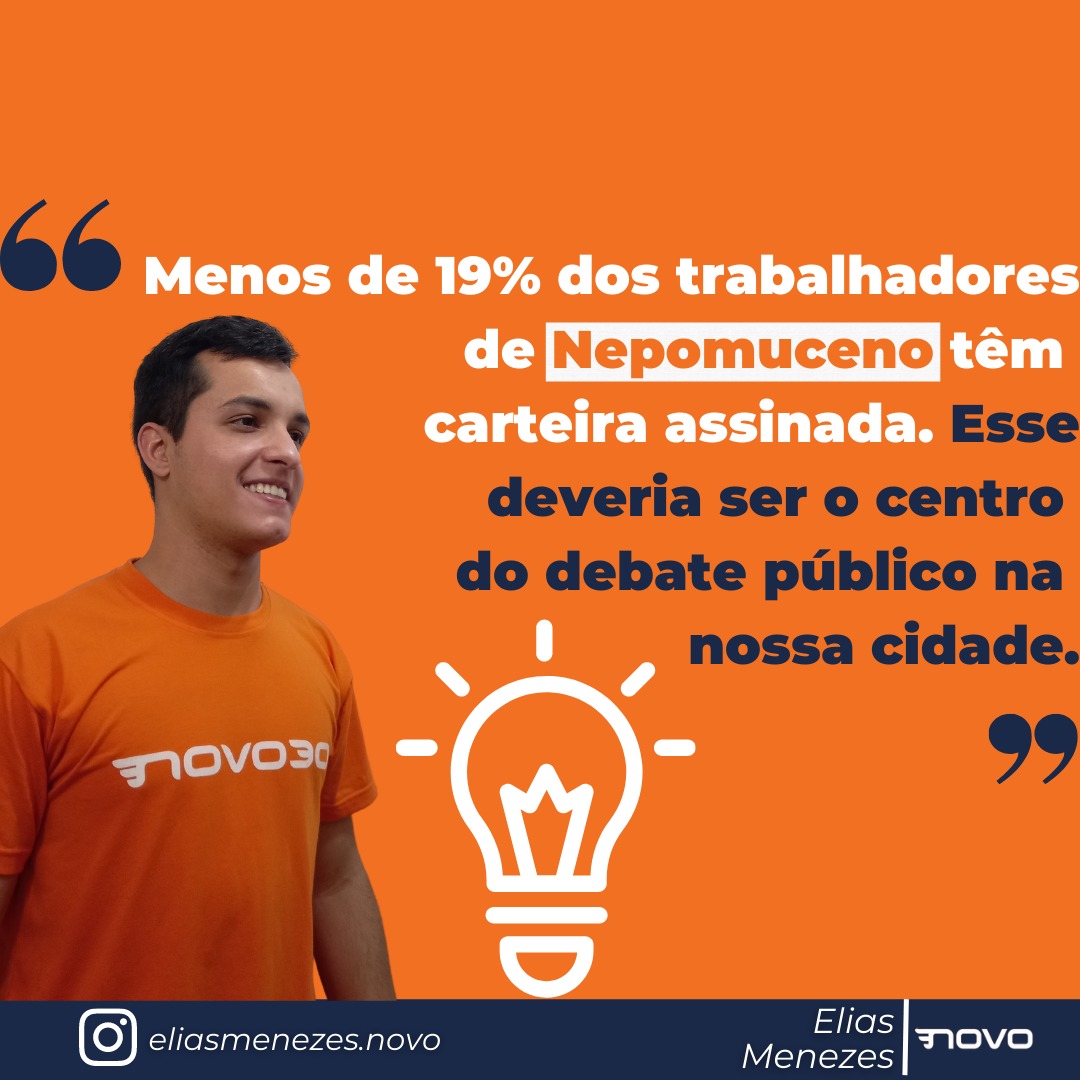 “Menos de 19% dos trabalhadores
de Nepomuceno têm
carteira assinada. Esse
deveria ser o centro
do debate público na
nossa cidade.
”
novo30
eliasmenezes.novo
Elias
Menezes
novo